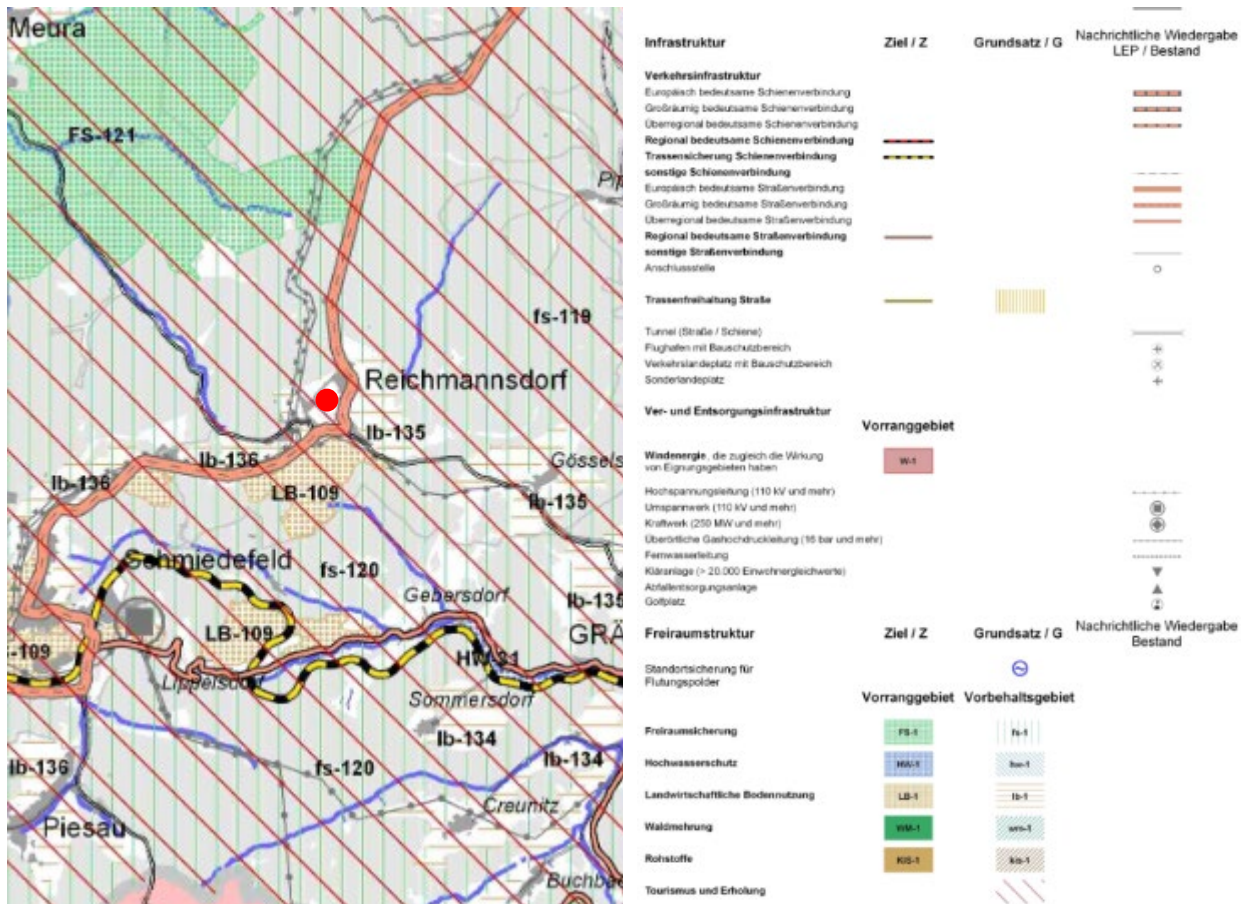 Meura
FS-121
fs-119
Reichmannsdorf
lb-135
lb-136
lb-136
LB-109
lb-135
Schmiedefeld
fs-120
Gebersdorf
lb-135
LB-109
GRÄ
-109
HW-31
Lippelsdorf
Sommersdorf
lb-134
lb-136
fs-120
lb-134
Creunitz
Piesau
Buchba
Infrastruktur Ziel / Z Grundsatz / G Nachrichtliche Wiedergabe
LEP / Bestand
Verkehrsinfrastruktur
Europäisch bedeutsame Schienenverbindung
Großräumig bedeutsame Schienenverbindung
Überregional bedeutsame Schienenverbindung
Regional bedeutsame Schienenverbindung
Trassensicherung Schienenverbindung
sonstige Schienenverbindung
Europäisch bedeutsame Straßenverbindung
Großräumig bedeutsame Straßenverbindung
Überregional bedeutsame Straßenverbindung
Regional bedeutsame Straßenverbindung
sonstige Straßenverbindung
Anschlussstelle
Trassenfreihaltung Straße
Tunnel (Straße / Schiene)
Flughafen mit Bauschutzbereich
Verkehrslandeplatz mit Bauschutzbereich
Sonderlandeplatz
Ver- und Entsorgungsinfrastruktur
Vorranggebiet
Windenergie, die zugleich die Wirkung
von Eignungsgebieten haben
W-1
Hochspannungsleitung (110 kV und mehr)
Umspannwerk (110 kV und mehr)
Kraftwerk (250 MW und mehr)
Überörtliche Gashochdruckleitung (16 bar und mehr)
Fernwasserleitung
Kläranlage (> 20.000 Einwohnergleichwerte)
Abfallentsorgungsanlage
Golfplatz
Freiraumstruktur Ziel / Z Grundsatz / G Nachrichtliche Wiedergabe
Bestand
Standortsicherung für
Flutungspolder
Vorranggebiet Vorbehaltsgebiet
Freiraumsicherung FS-1 fs-1
Hochwasserschutz HW-1 hw-1
Landwirtschaftliche Bodennutzung LB-1 lb-1
Waldmehrung WM-1 wm-1
Rohstoffe KIS-1 kis-1
Tourismus und Erholung